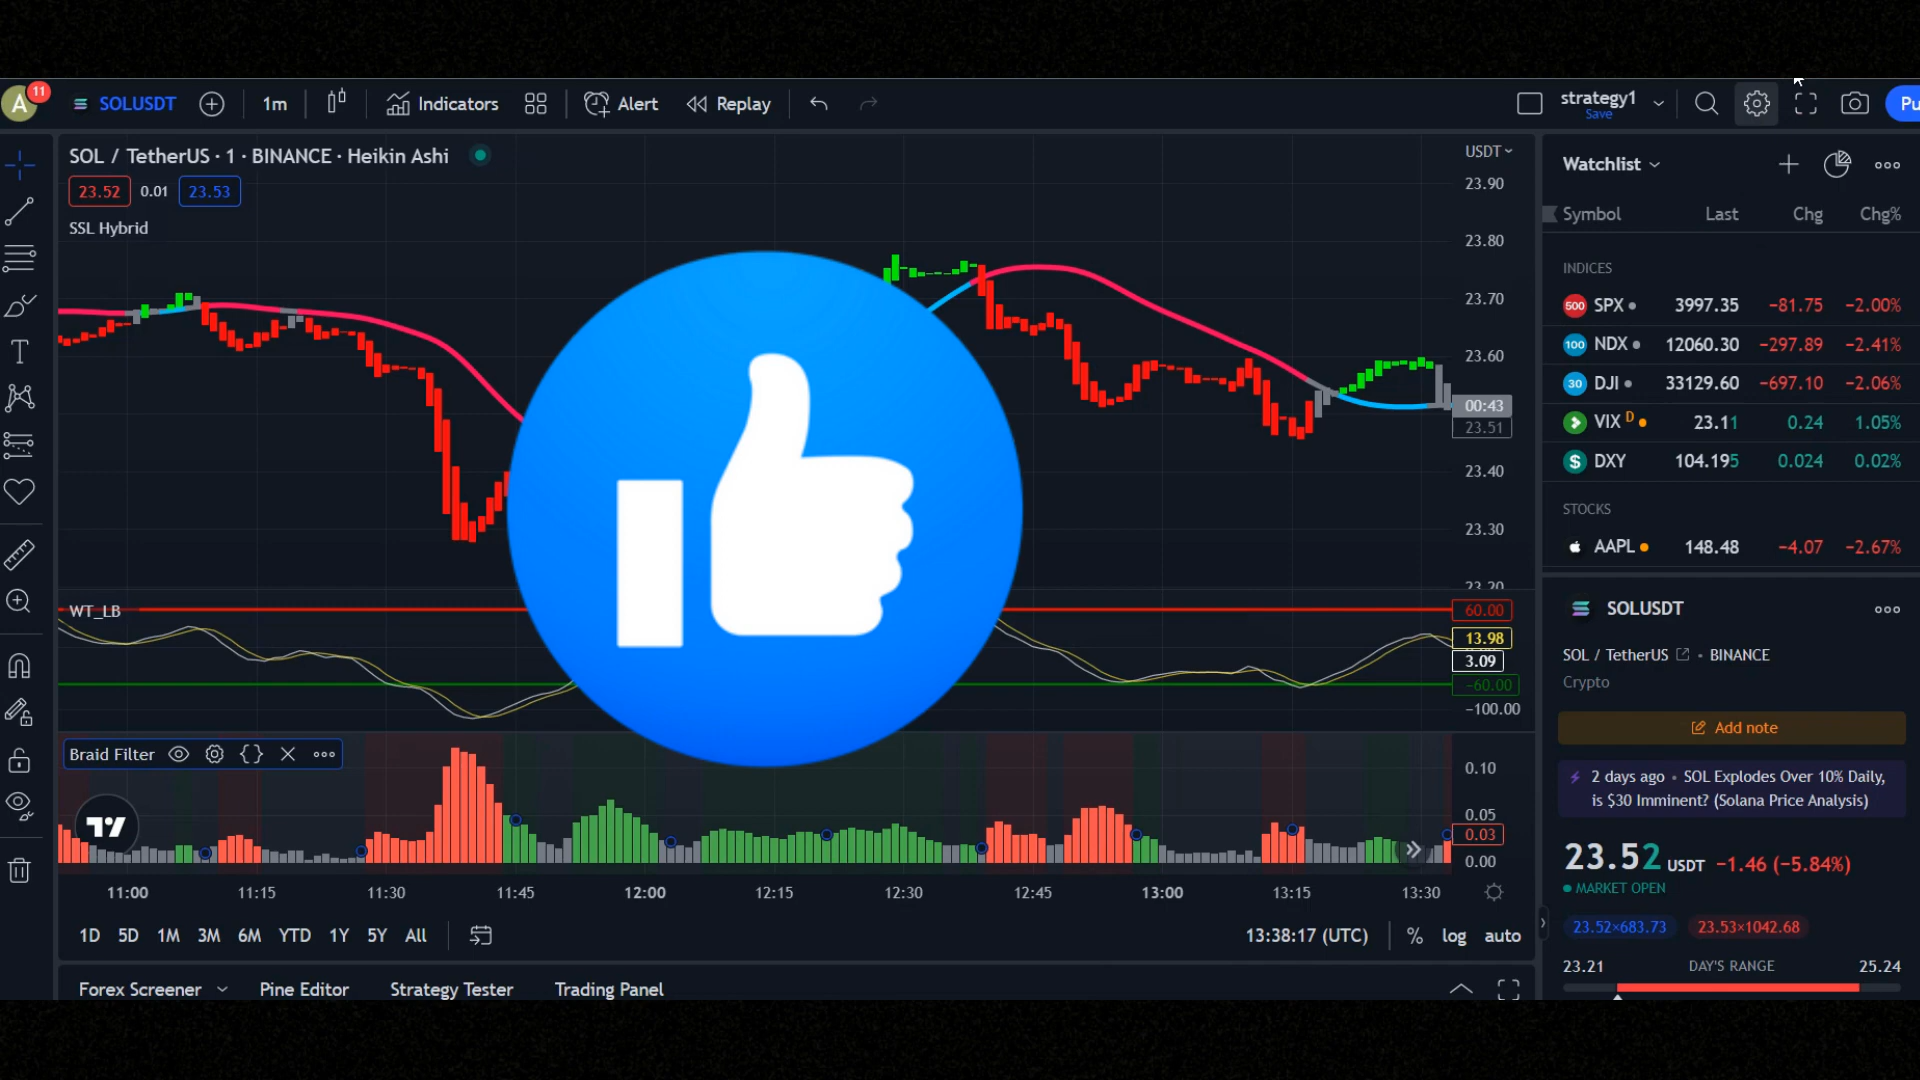 A
11
SOLUSDT
1m
Indicators
Alert
Replay
strategy1
Save
Pu
SOL / TetherUS · 1 · BINANCE · Heikin Ashi
23.52
0.01
23.53
SSL Hybrid
USDT
23.90
23.80
23.70
23.60
00:43
23.51
23.40
23.30
23.20
WT_LB
60.00
13.98
3.09
−60.00
−100.00
Braid Filter
0.10
0.05
0.03
0.00
11:00 11:15 11:30 11:45 12:00 12:15 12:30 12:45 13:00 13:15 13:30
1D 5D 1M 3M 6M YTD 1Y 5Y All
13:38:17 (UTC)
% log auto
Forex Screener Pine Editor Strategy Tester Trading Panel
Watchlist
Symbol Last Chg Chg%
INDICES
500 SPX 3997.35 −81.75 −2.00%
100 NDX 12060.30 −297.89 −2.41%
30 DJI 33129.60 −697.10 −2.06%
VIX D 23.11 0.24 1.05%
$ DXY 104.195 0.024 0.02%
STOCKS
AAPL 148.48 −4.07 −2.67%
SOLUSDT
SOL / TetherUS • BINANCE
Crypto
Add note
2 days ago • SOL Explodes Over 10% Daily,
is $30 Imminent? (Solana Price Analysis)
23.52 USDT −1.46 (−5.84%)
MARKET OPEN
23.52×683.73 23.53×1042.68
23.21 DAY'S RANGE 25.24